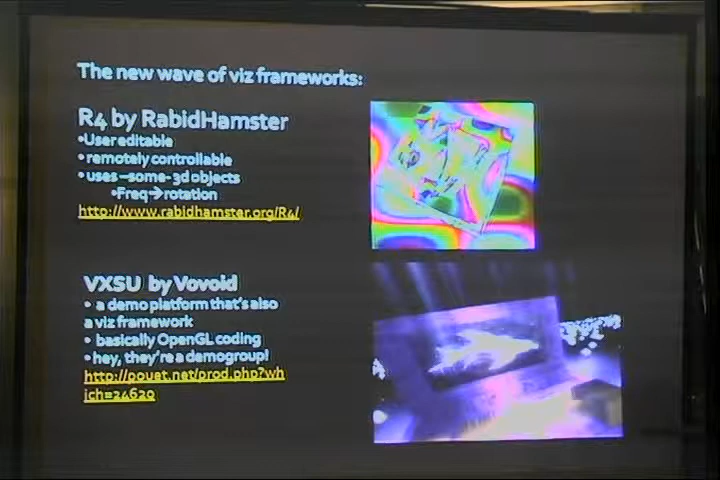 The new wave of viz frameworks:
R4 by RabidHamster
•User editable
• remotely controllable
• uses –some- 3d objects
•Freq→rotation
http://www.rabidhamster.org/R4/
VXSU by Vovoid
• a demo platform that's also
a viz framework
• basically OpenGL coding
• hey, they're a demogroup!
http://pouet.net/prod.php?wh
ich=24620